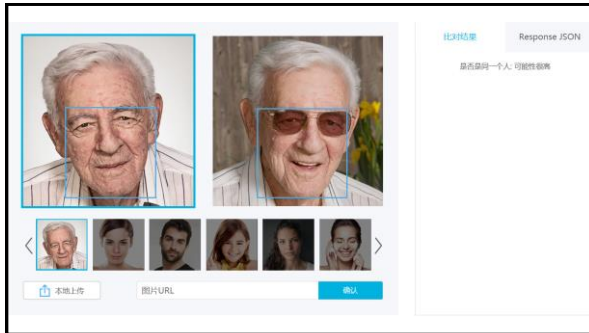 比对结果
Response JSON
是否是同一个人: 可能性极高
本地上传
图片URL
确认